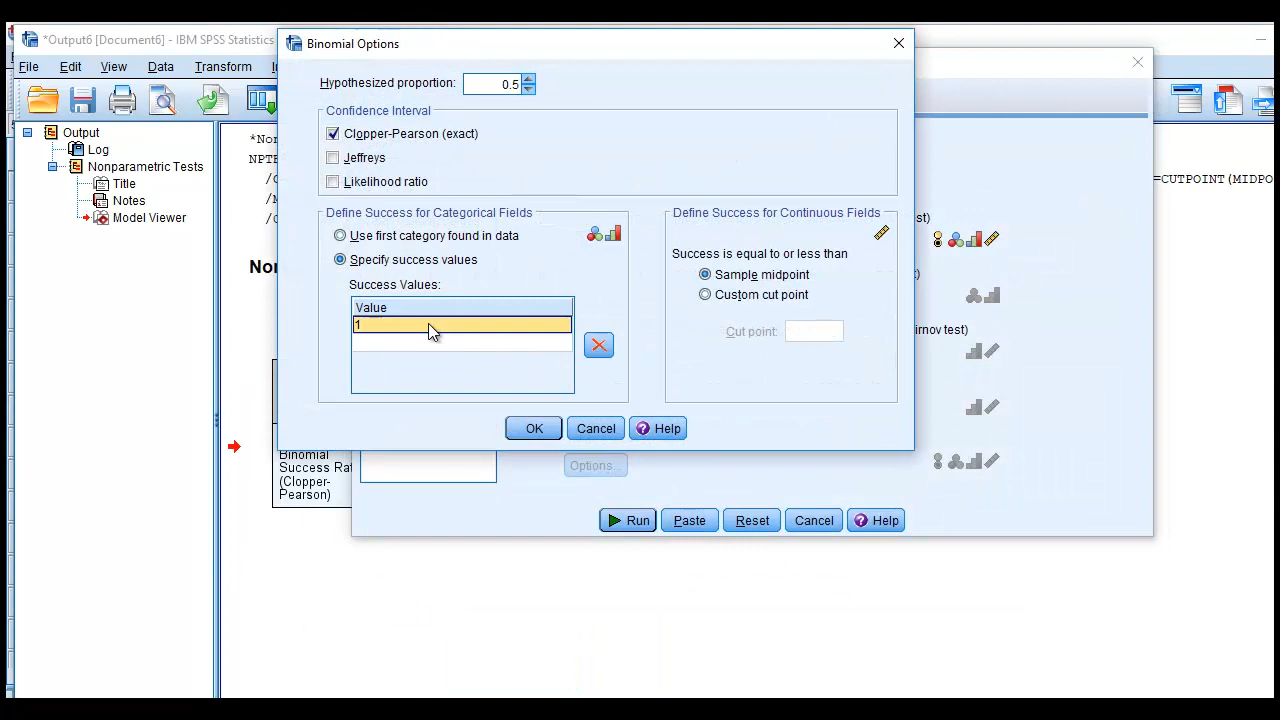 *Output6 [Document6] - IBM SPSS Statistics
File Edit View Data Transform
Output
Log
Nonparametric Tests
Title
Notes
Model Viewer
*Nor
NPTE
=CUTPOINT(MIDPO
Binomial Options
Hypothesized proportion: 0.5
Confidence Interval
Clopper-Pearson (exact)
Jeffreys
Likelihood ratio
Define Success for Categorical Fields
Use first category found in data
Specify success values
Success Values:
Value
1
Define Success for Continuous Fields
Success is equal to or less than
Sample midpoint
Custom cut point
Cut point:
OK Cancel Help
st)
irnov test)
Binomial
Success Rat
(Clopper-
Pearson)
Options...
Run Paste Reset Cancel Help